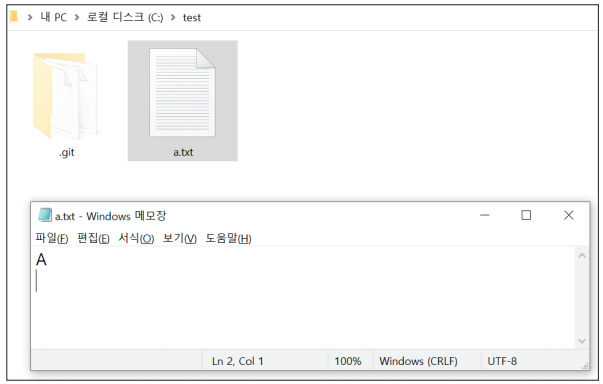 내 PC > 로컬 디스크 (C:) > test
.git
a.txt
a.txt - Windows 메모장
파일(F) 편집(E) 서식(O) 보기(V) 도움말(H)
A
Ln 2, Col 1 100% Windows (CRLF) UTF-8